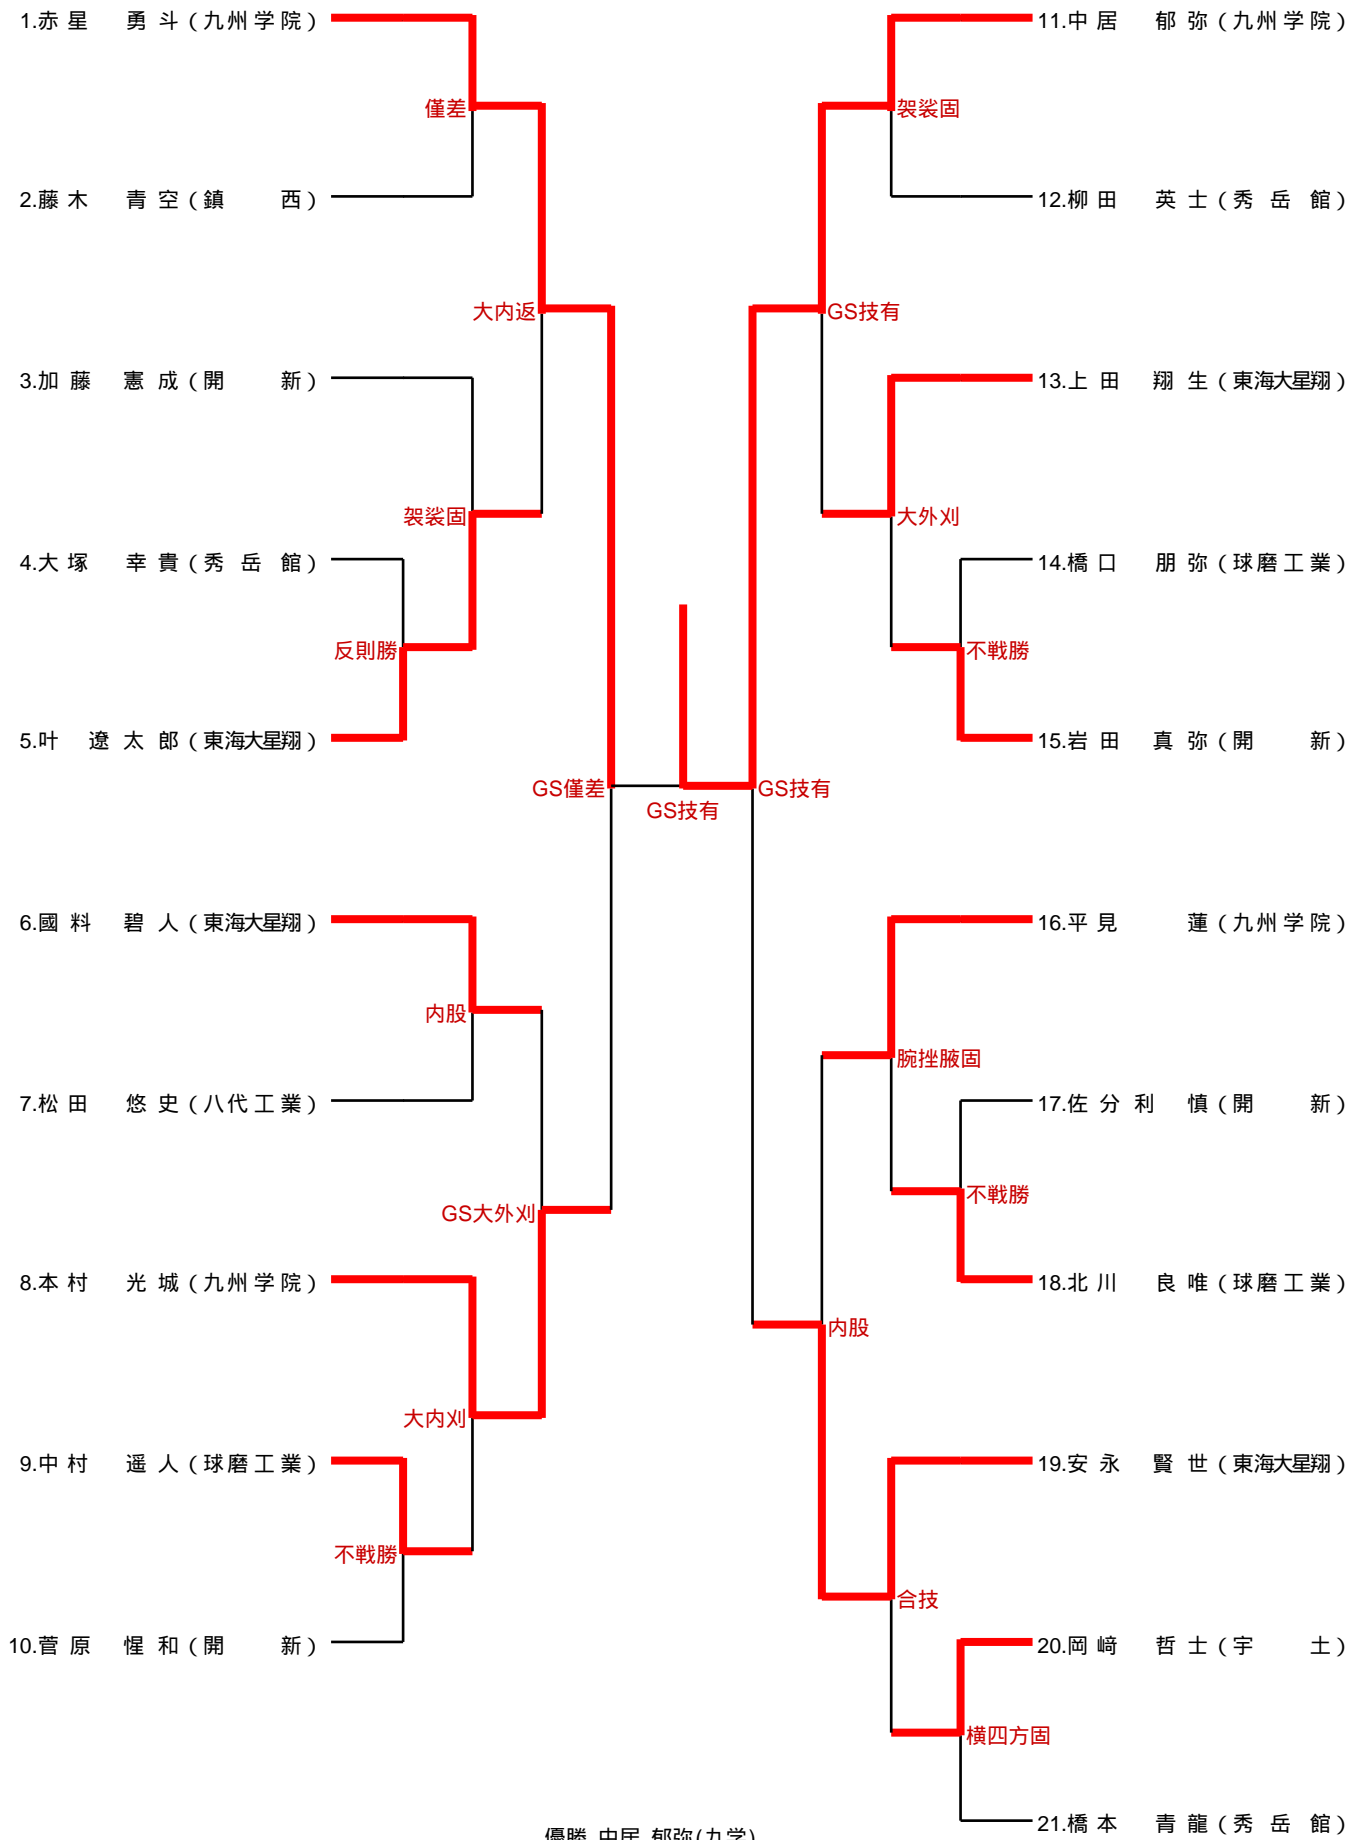 1.赤星 勇斗（九州学院）
僅差
2.藤木 青空（鎮 西）
大内返
3.加藤 憲成（開 新）
袈裟固
4.大塚 幸貴（秀岳館）
反則勝
5.叶 遼太郎（東海大星翔）
GS僅差
6.國料 碧人（東海大星翔）
内股
7.松田 悠史（八代工業）
GS大外刈
8.本村 光城（九州学院）
大内刈
9.中村 遥人（球磨工業）
不戦勝
10.菅原 惺和（開 新）
GS技有
11.中居 郁弥（九州学院）
袈裟固
12.柳田 英士（秀岳館）
GS技有
13.上田 翔生（東海大星翔）
大外刈
14.橋口 朋弥（球磨工業）
不戦勝
15.岩田 真弥（開 新）
GS技有
16.平見 蓮（九州学院）
腕挫腋固
17.佐分利 慎（開 新）
不戦勝
18.北川 良唯（球磨工業）
内股
19.安永 賢世（東海大星翔）
合技
20.岡﨑 哲士（宇 土）
横四方固
21.橋本 青龍（秀岳館）
優勝 中居 郁弥(九学)